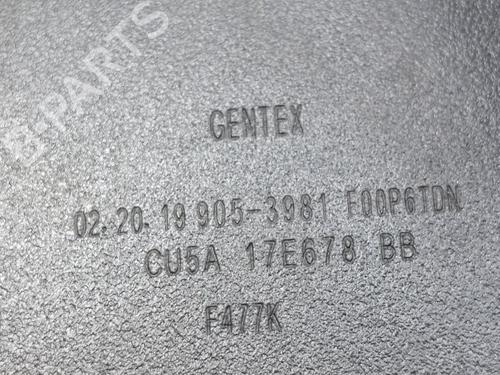 B-PARTS
GENTEX
02.20.19 905-3981 F00P6TDN
CU5A 17E678 BB
F477K